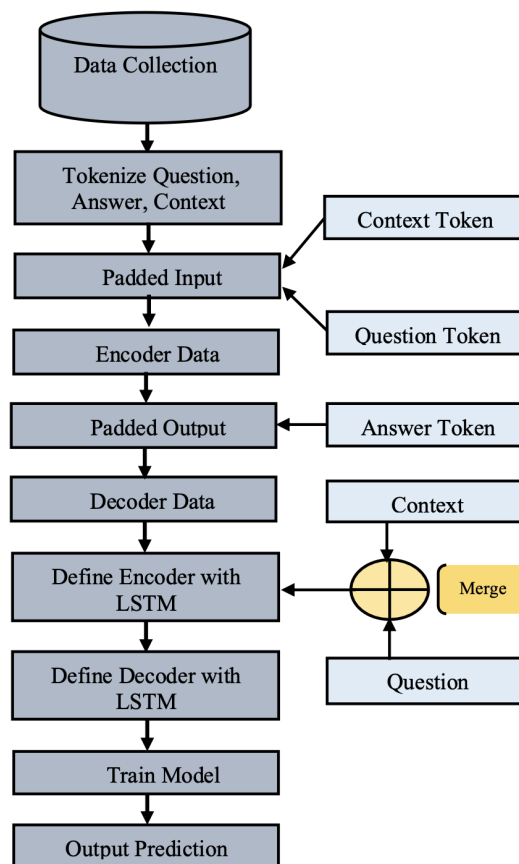 Data Collection
Tokenize Question,
Answer, Context
Context Token
Padded Input
Question Token
Encoder Data
Padded Output
Answer Token
Decoder Data
Context
Define Encoder with
LSTM
Merge
Define Decoder with
LSTM
Question
Train Model
Output Prediction